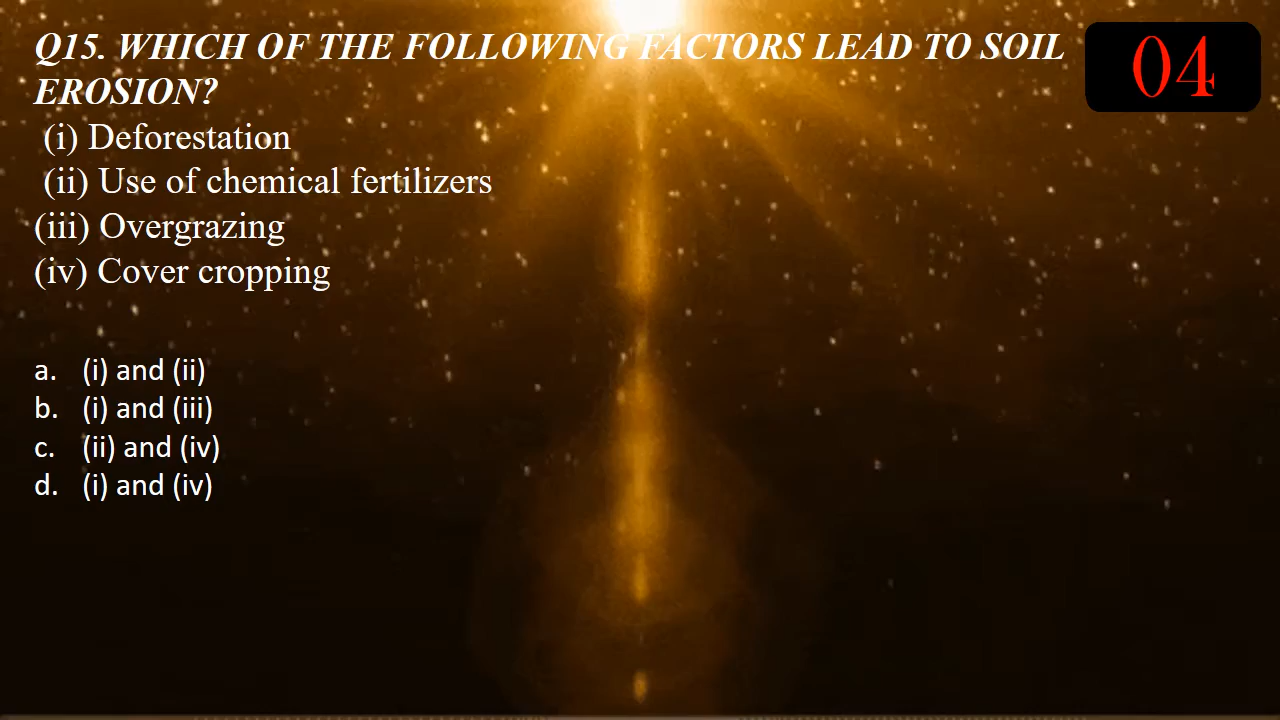 Q15. WHICH OF THE FOLLOWING FACTORS LEAD TO SOIL
EROSION?
(i) Deforestation
(ii) Use of chemical fertilizers
(iii) Overgrazing
(iv) Cover cropping
a. (i) and (ii)
b. (i) and (iii)
c. (ii) and (iv)
d. (i) and (iv)
04